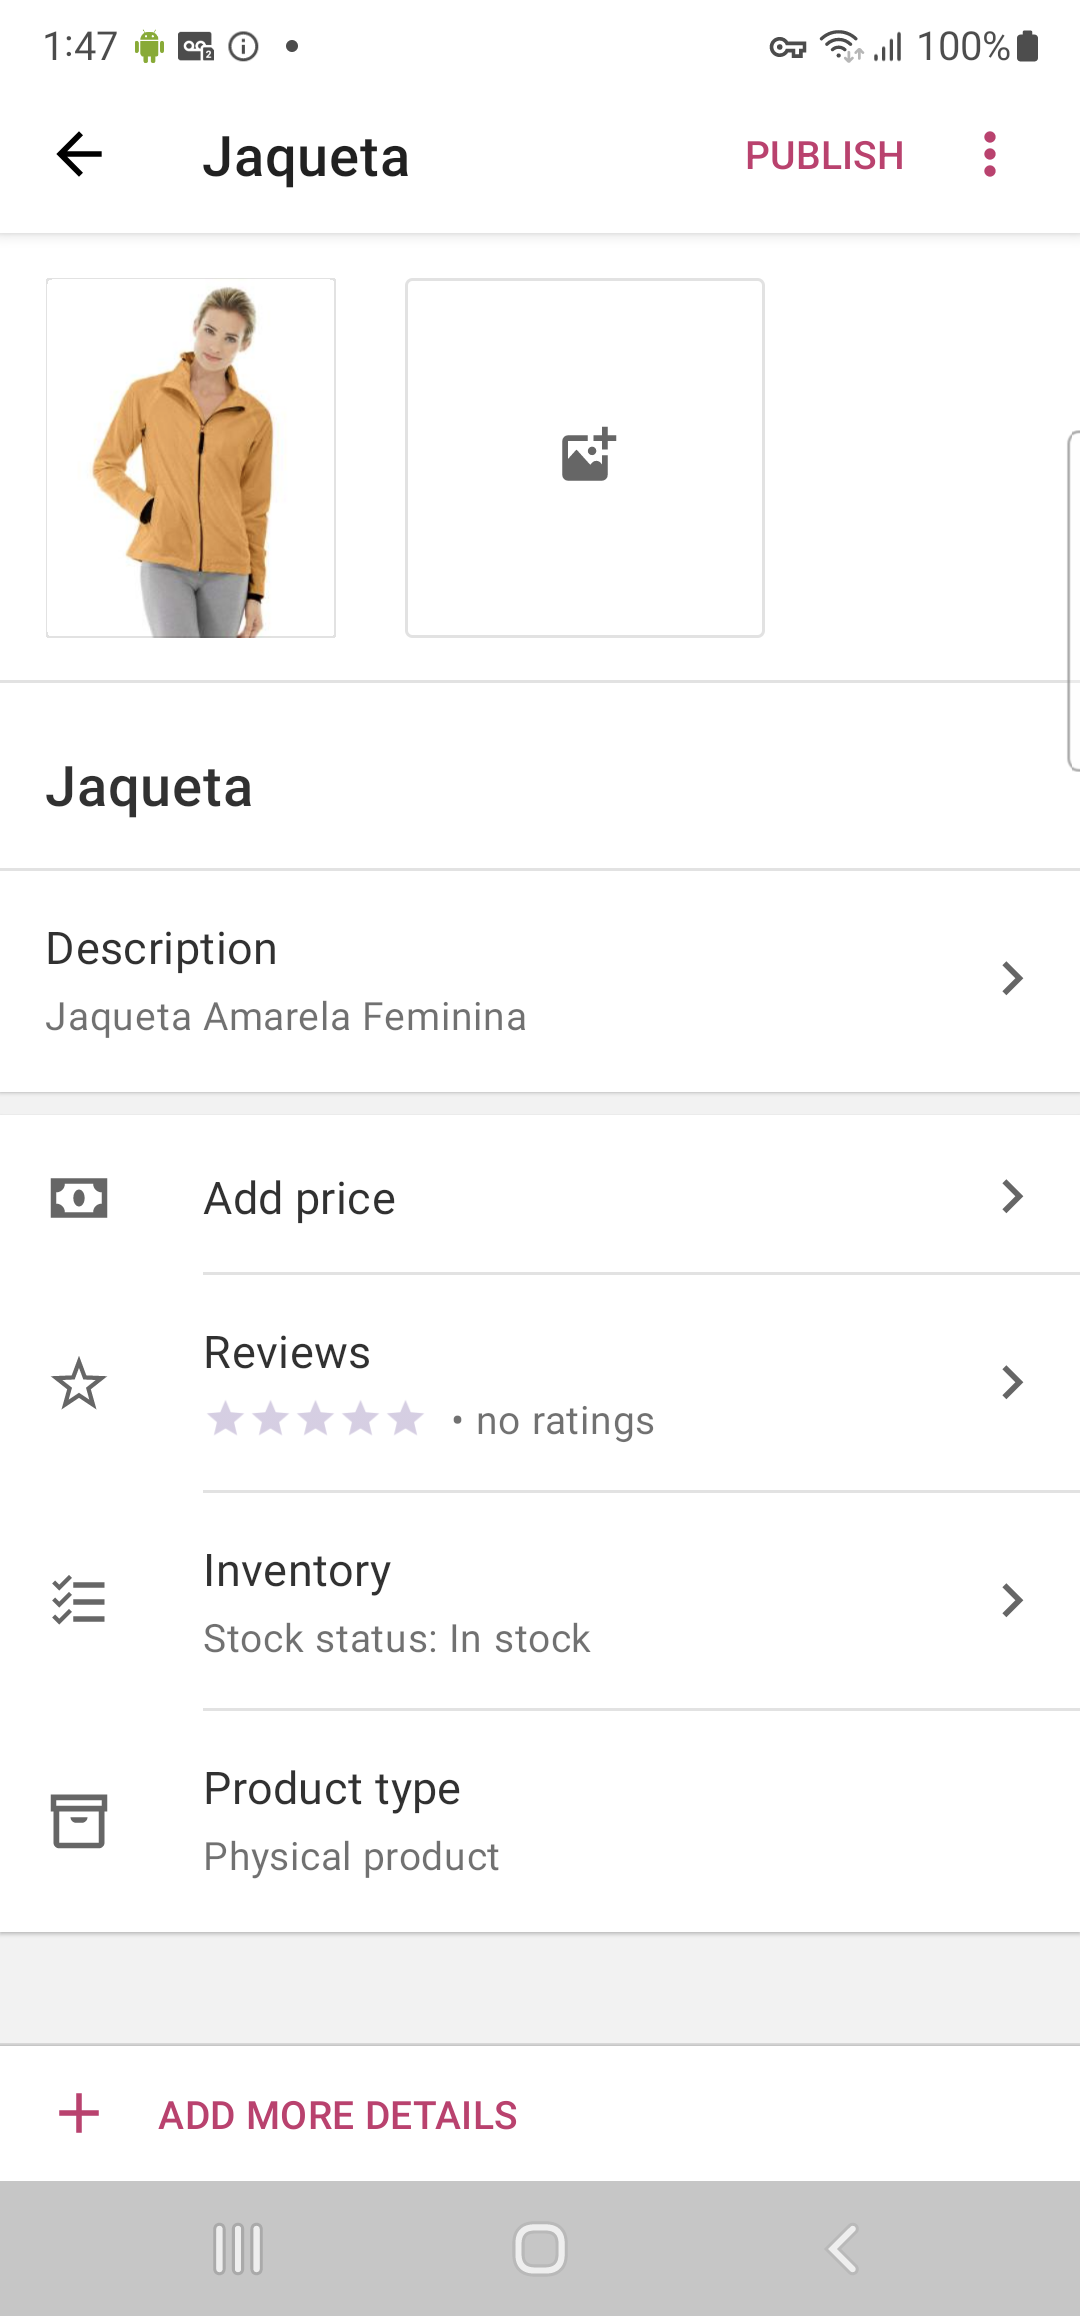 1:47
100%
Jaqueta
PUBLISH
Jaqueta
Description
Jaqueta Amarela Feminina
Add price
Reviews
• no ratings
Inventory
Stock status: In stock
Product type
Physical product
ADD MORE DETAILS